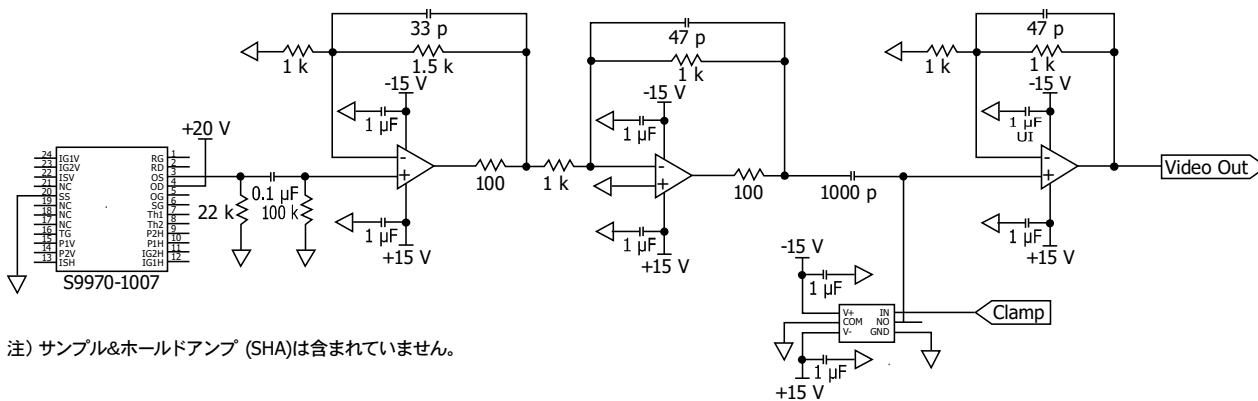 33 p
1 k
1.5 k
-15 V
1 μF
-
+
1 μF
+15 V
100
1 k
47 p
1 k
-15 V
1 μF
-
+
1 μF
+15 V
100
1000 p
47 p
1 k
1 k
-15 V
1 μF
UI
-
+
1 μF
+15 V
Video Out
+20 V
24 IG1V
23 IG2V
22 ISV
21 NC
20 SS
19 NC
18 NC
17 NC
16 TG
15 P1V
14 P2V
13 ISH
RG 1
RD 2
OS 3
OD 4
OG 5
SG 6
Th1 7
Th2 8
P2H 9
P1H 10
IG2H 11
IG1H 12
S9970-1007
0.1 μF
22 k
100 k
-15 V
1 μF
V+
COM
V-
IN
NO
GND
Clamp
1 μF
+15 V
注) サンプル&ホールドアンプ (SHA)は含まれていません。